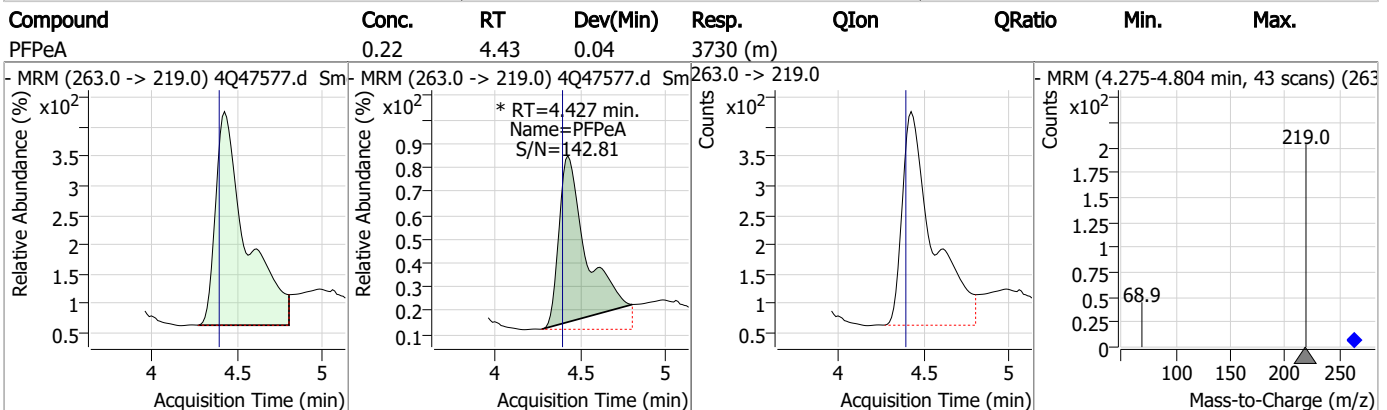 Compound Conc. RT Dev(Min) Resp. QIon QRatio Min. Max.
PFPeA 0.22 4.43 0.04 3730 (m)
- MRM (263.0 -> 219.0) 4Q47577.d Sm
x10²
3.5
3
2.5
2
1.5
1
0.5
Relative Abundance (%)
4 4.5 5
Acquisition Time (min)
- MRM (263.0 -> 219.0) 4Q47577.d Sm
x10²
* RT=4.427 min.
Name=PFPeA
S/N=142.81
0.9
0.8
0.7
0.6
0.5
0.4
0.3
0.2
0.1
Relative Abundance (%)
4 4.5 5
Acquisition Time (min)
263.0 -> 219.0
x10²
3.5
3
2.5
2
1.5
1
0.5
Counts
4 4.5 5
Acquisition Time (min)
- MRM (4.275-4.804 min, 43 scans) (263
x10²
219.0
2
1.75
1.5
1.25
1
0.75
0.5
68.9
0.25
0
Counts
100 150 200 250
Mass-to-Charge (m/z)